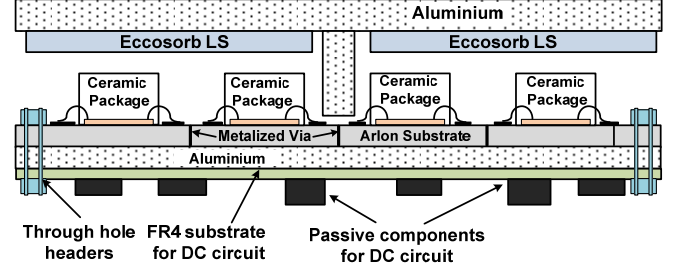 Aluminium
Eccosorb LS
Eccosorb LS
Ceramic
Package
Ceramic
Package
Ceramic
Package
Ceramic
Package
Metalized Via
Arlon Substrate
Aluminium
Through hole
headers
FR4 substrate
for DC circuit
Passive components
for DC circuit